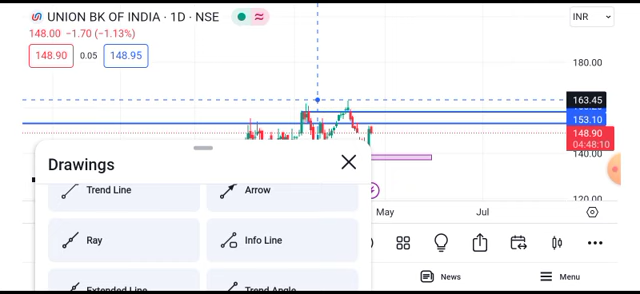 UNION BK OF INDIA · 1D · NSE
INR
148.00 −1.70 (−1.13%)
148.90 0.05 148.95
180.00
163.45
153.10
148.90
04:48:10
140.00
120.00
Drawings
Trend Line
Arrow
Ray
Info Line
Extended Line
Trend Angle
May
Jul
News
Menu